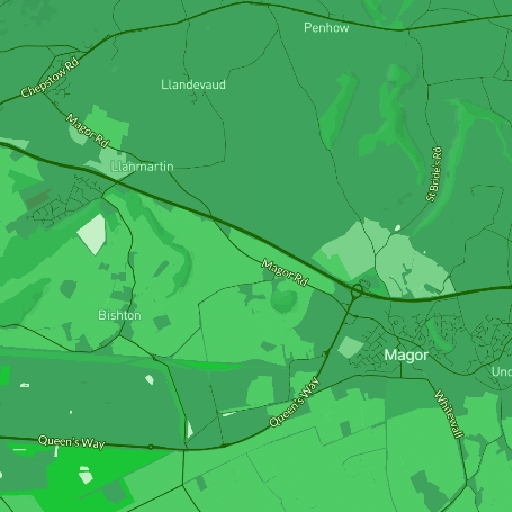 Penhow
Chepstow Rd
Llandevaud
Magor Rd
Llanmartin
St Bride's Rd
Magor Rd
Bishton
Magor
Queen's Way
Whitewall
Queen's Way